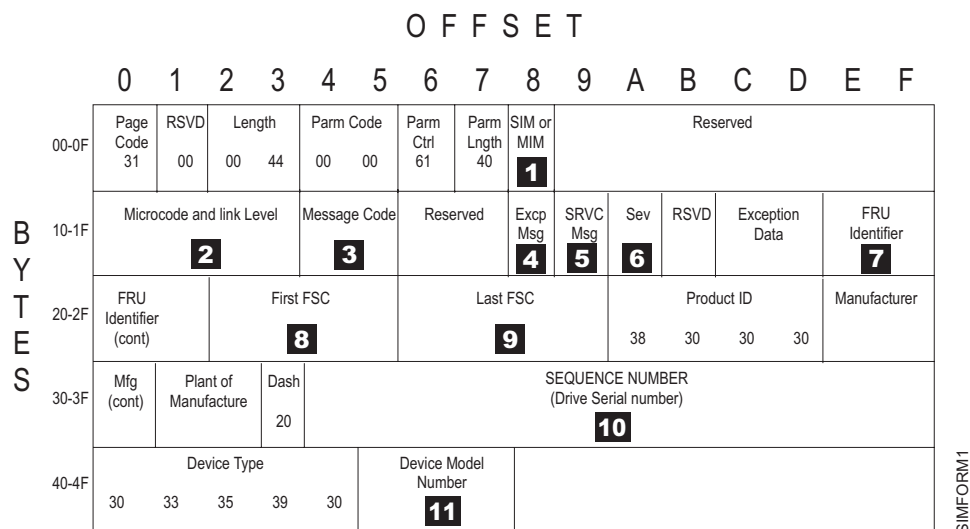 OFFSET
0 1 2 3 4 5 6 7 8 9 A B C D E F
BYTES
00-0F
Page Code 31
RSVD 00
Length 00 44
Parm Code 00 00
Parm Ctrl 61
Parm Lngth 40
SIM or MIM 1
Reserved
10-1F
Microcode and link Level 2
Message Code 3
Reserved
Excp Msg 4
SRVC Msg 5
Sev 6
RSVD
Exception Data
FRU Identifier 7
20-2F
FRU Identifier (cont)
First FSC 8
Last FSC 9
Product ID 38 30 30 30
Manufacturer
30-3F
Mfg (cont)
Plant of Manufacture
Dash 20
SEQUENCE NUMBER
(Drive Serial number)
10
40-4F
Device Type 30 33 35 39 30
Device Model Number 11
SIMFORM1